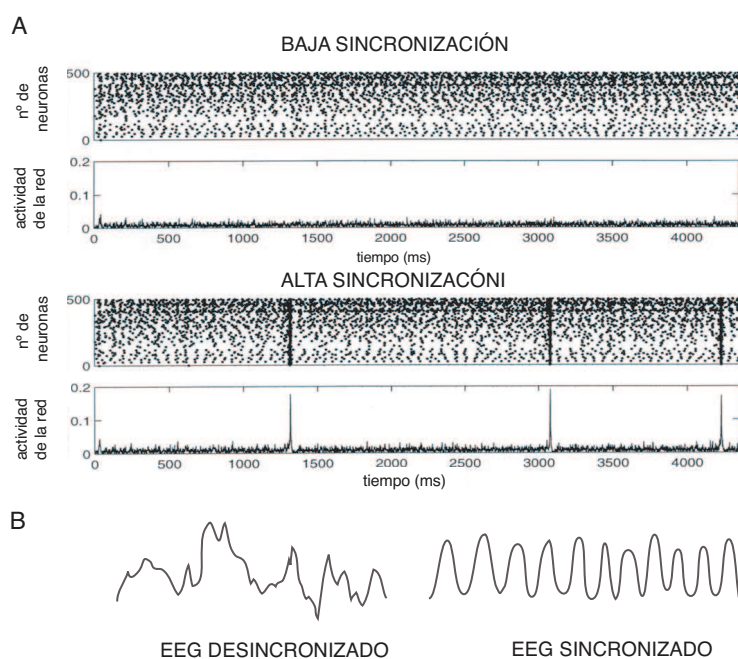 A
BAJA SINCRONIZACIÓN
nº de
neuronas
500
0
actividad
de la red
0.2
0.1
0
0 500 1000 1500 2000 2500 3000 3500 4000
tiempo (ms)
ALTA SINCRONIZACÓNI
nº de
neuronas
500
0
actividad
de la red
0.2
0.1
0
0 500 1000 1500 2000 2500 3000 3500 4000
tiempo (ms)
B
EEG DESINCRONIZADO
EEG SINCRONIZADO